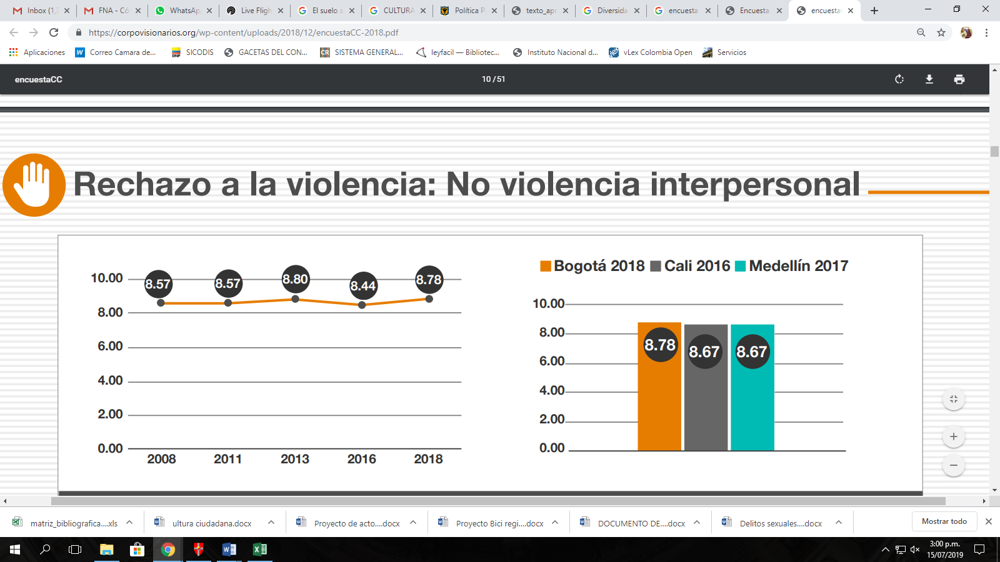 Inbox (1,
FNA - Có
WhatsAp
Live Fligh
El suelo s
CULTURA
Política P
texto_apr
Diversida
encuesta
Encuesta
encuesta
https://corpovisionarios.org/wp-content/uploads/2018/12/encuestaCC-2018.pdf
Aplicaciones
Correo Camara de...
SICODIS
GACETAS DEL CON...
SISTEMA GENERAL...
leyfacil — Bibliotec...
Instituto Nacional d...
vLex Colombia Open
Servicios
encuestaCC
10 / 51
Rechazo a la violencia: No violencia interpersonal
10.00
8.00
6.00
4.00
2.00
0.00
8.57
8.57
8.80
8.44
8.78
2008 2011 2013 2016 2018
Bogotá 2018 Cali 2016 Medellín 2017
10.00
8.00
6.00
4.00
2.00
0.00
8.78
8.67
8.67
matriz_bibliografica....xls
ultura ciudadana.docx
Proyecto de acto....docx
Proyecto Bici regi....docx
DOCUMENTO DE....docx
Delitos sexuales....docx
Mostrar todo
3:00 p.m.
15/07/2019